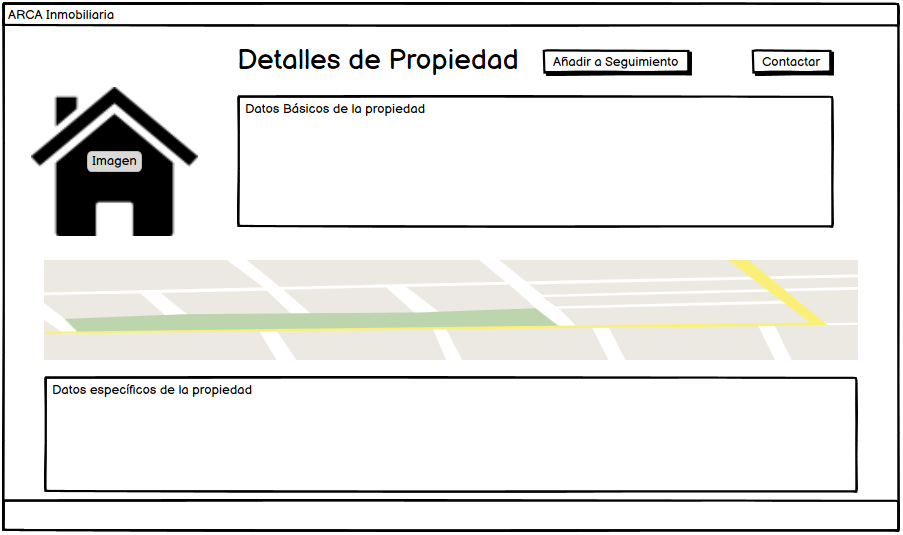 ARCA Inmobiliaria
Detalles de Propiedad
Añadir a Seguimiento
Contactar
Imagen
Datos Básicos de la propiedad
Datos específicos de la propiedad